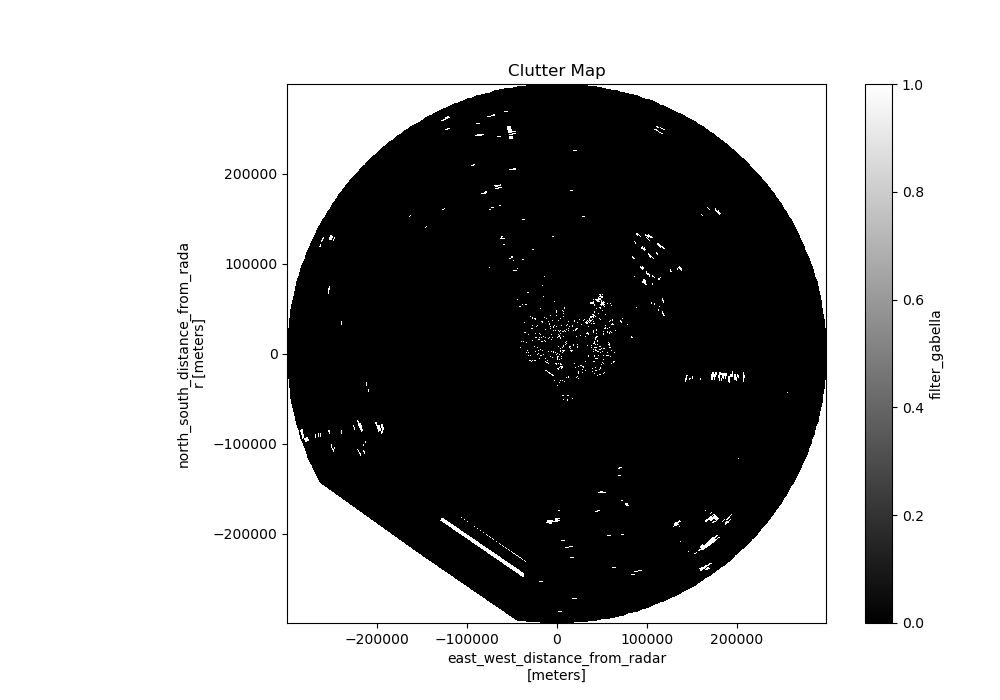 Clutter Map
200000
100000
0
−100000
−200000
north_south_distance_from_rada
r [meters]
−200000
−100000
0
100000
200000
east_west_distance_from_radar
[meters]
1.0
0.8
0.6
0.4
0.2
0.0
filter_gabella